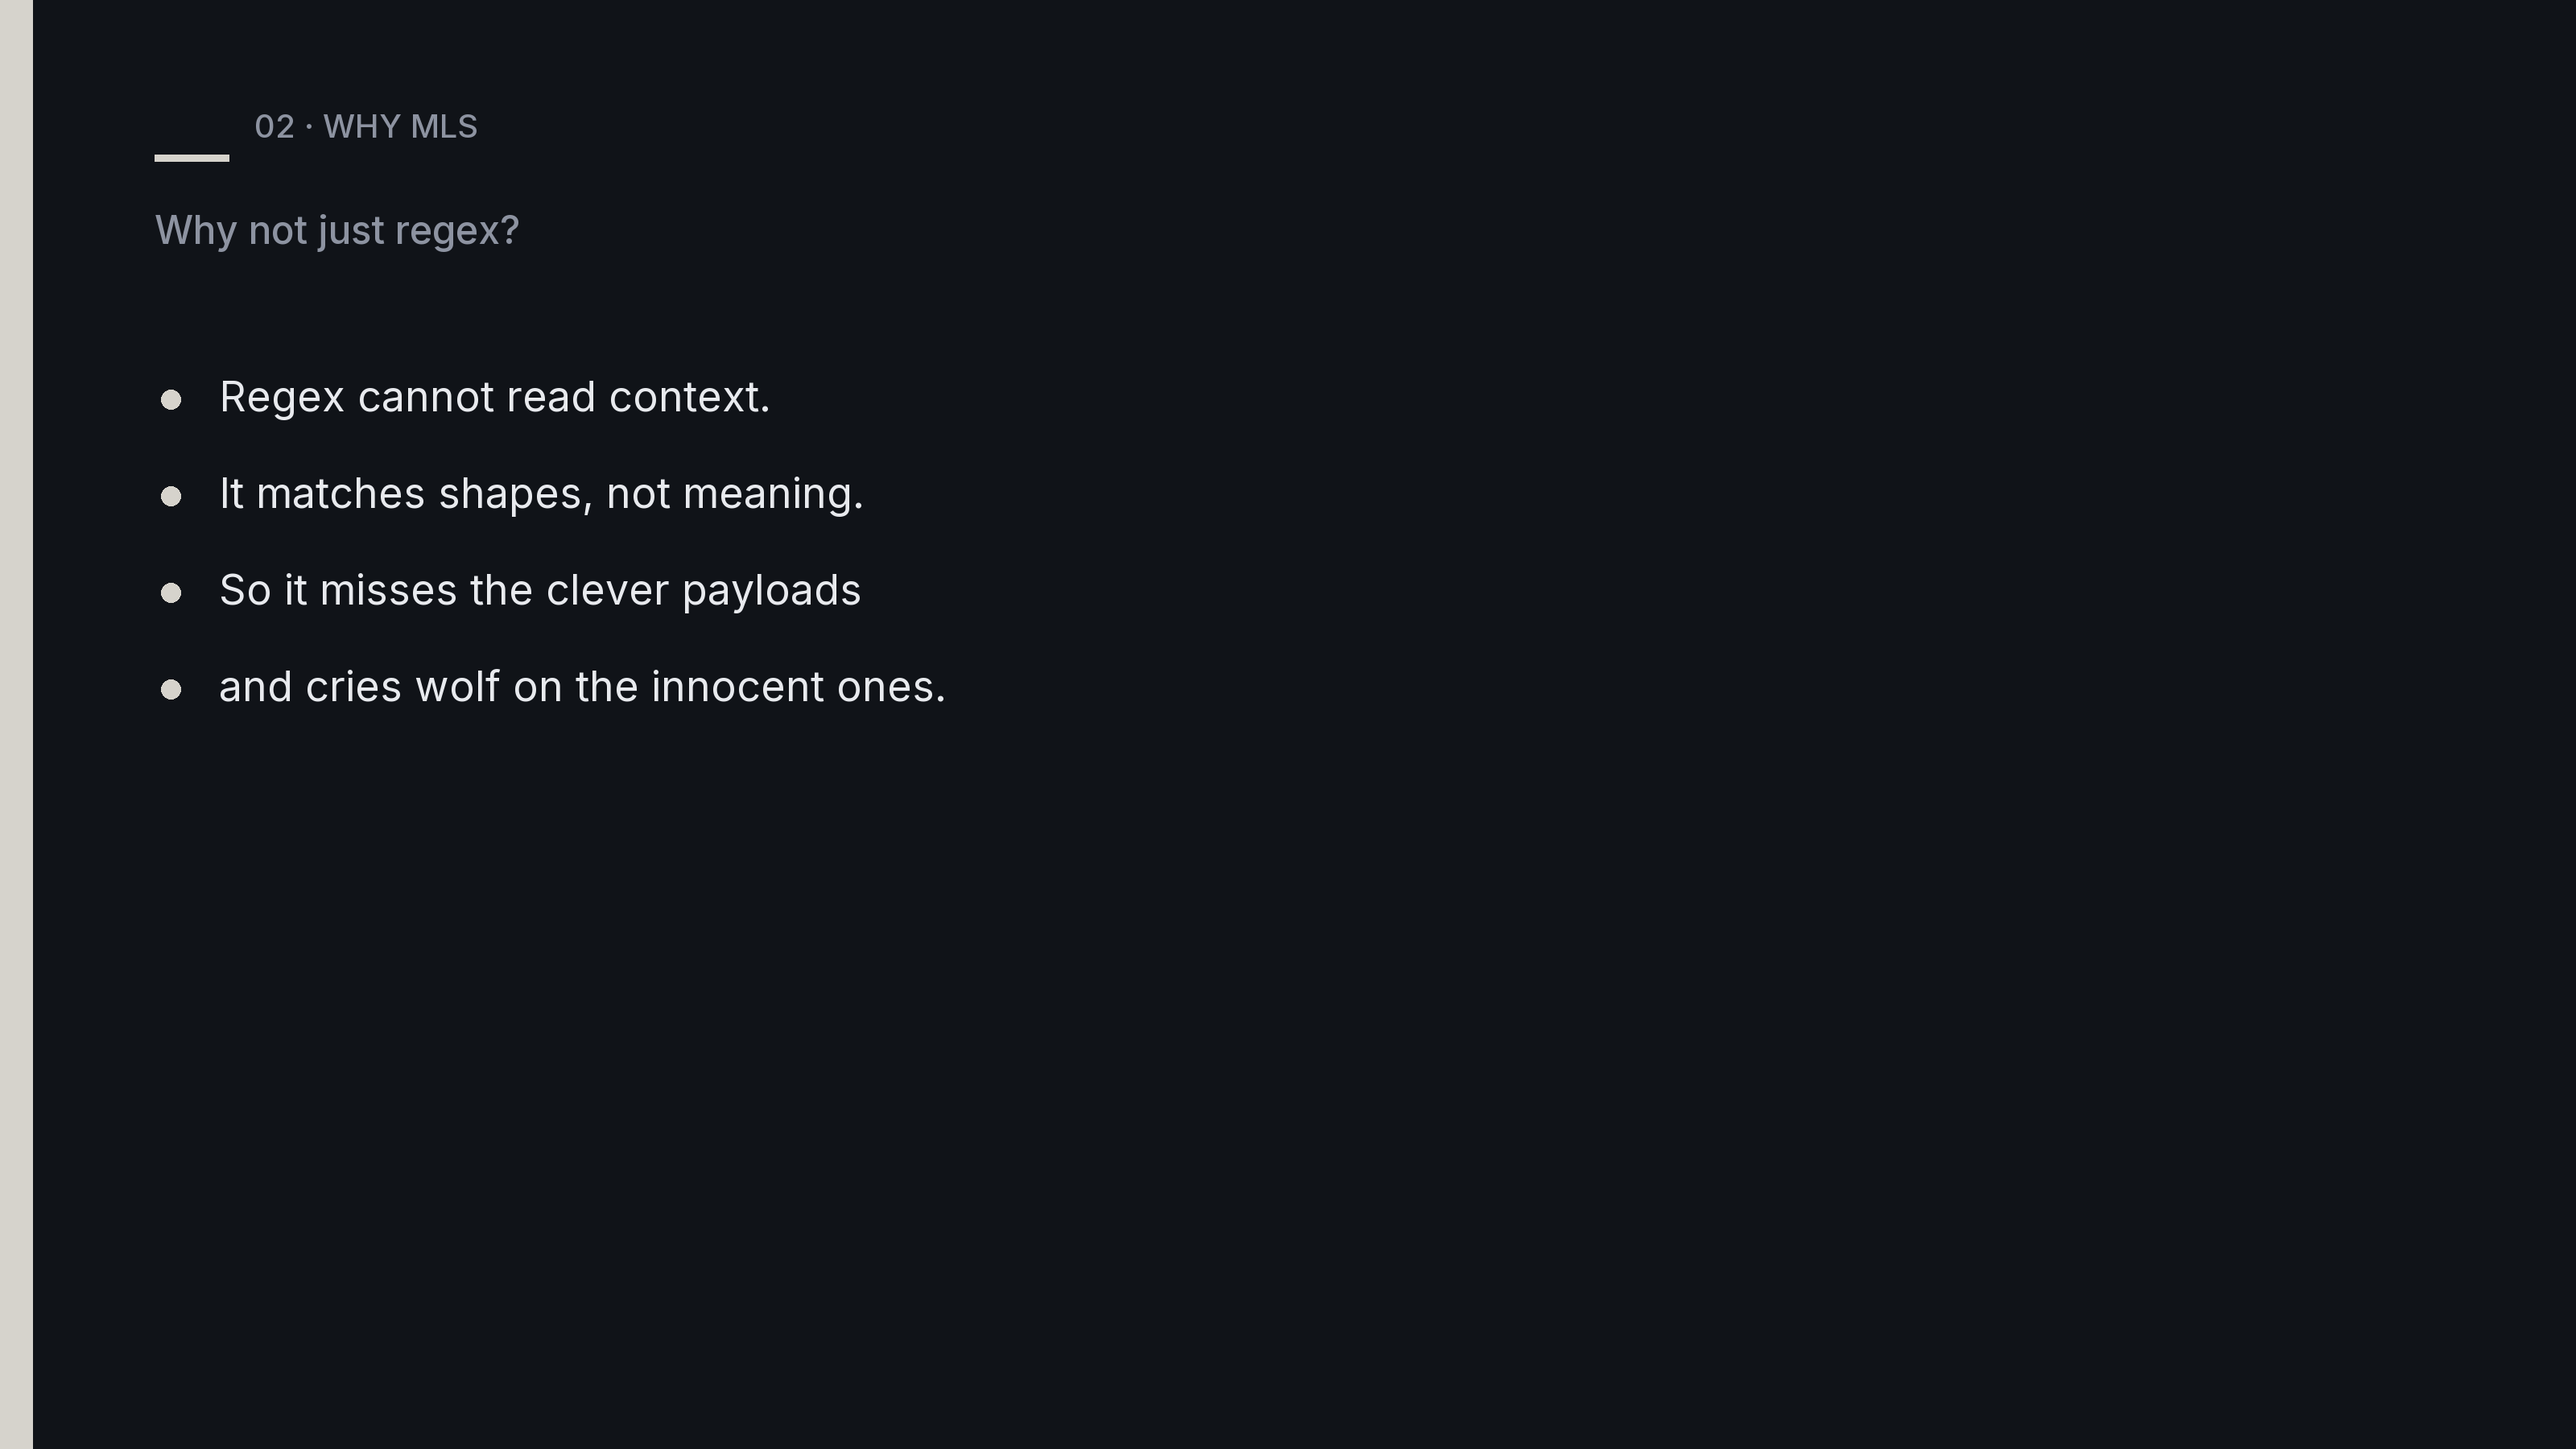 02 · WHY MLS
Why not just regex?
Regex cannot read context.
It matches shapes, not meaning.
So it misses the clever payloads
and cries wolf on the innocent ones.